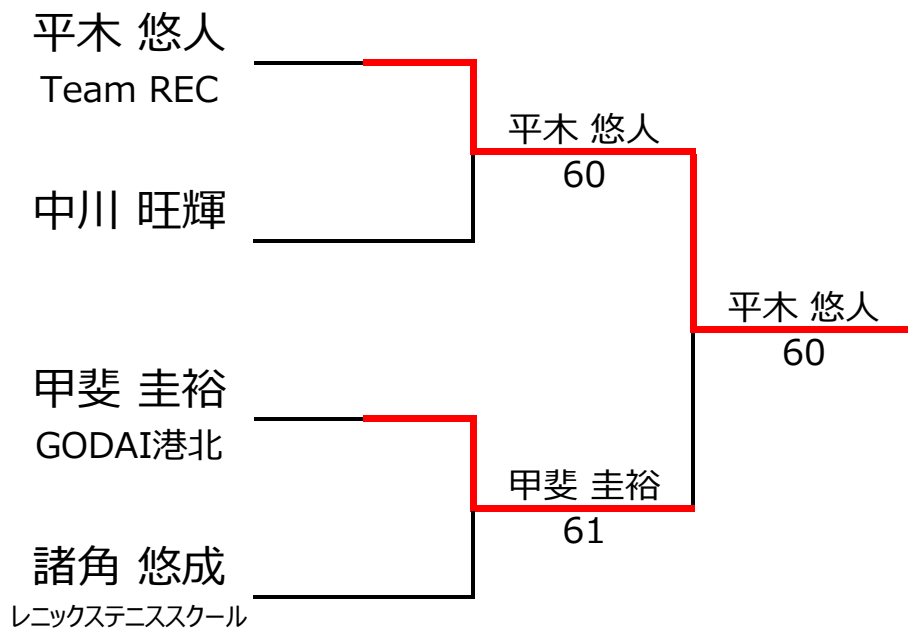 平木 悠人
Team REC
中川 旺輝
甲斐 圭裕
GODAI港北
諸角 悠成
レニックステニススクール
平木 悠人
60
甲斐 圭裕
61
平木 悠人
60